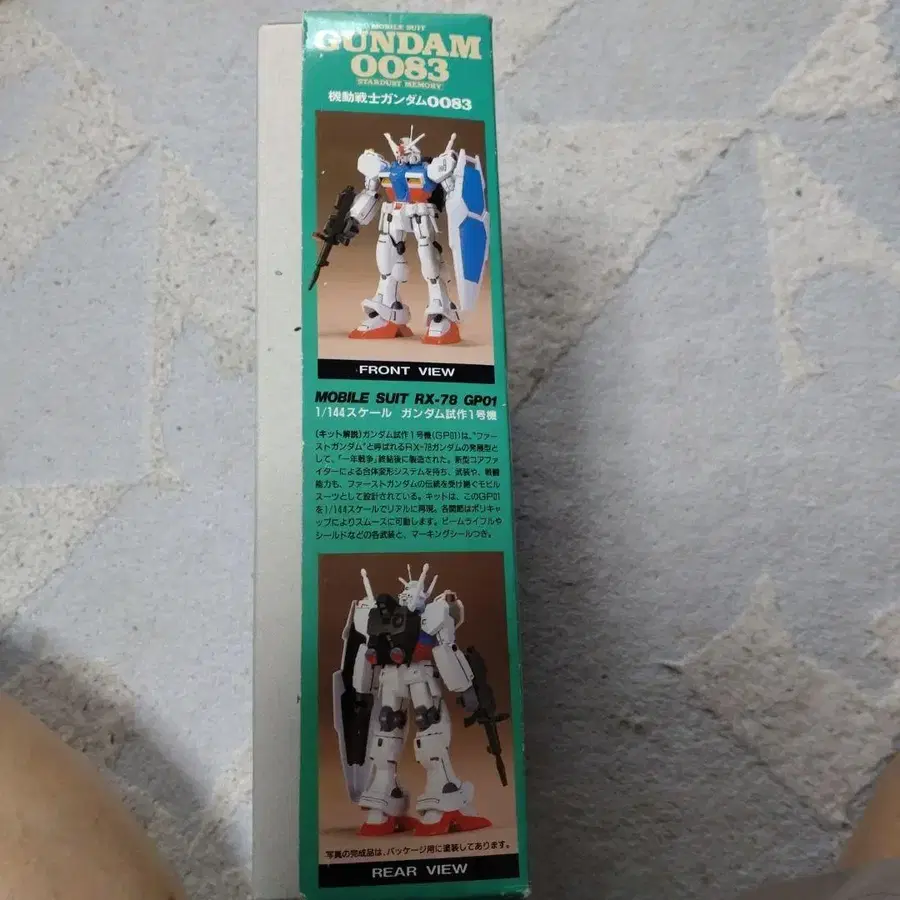 MOBILE SUIT
GUNDAM
0083
STARDUST MEMORY
機動戦士ガンダム0083
FRONT VIEW
MOBILE SUIT RX-78 GP01
1/144スケール ガンダム試作1号機
(キット解説)ガンダム試作1号機(GP01)は、"ファー
ストガンダム"と呼ばれるRX-78ガンダムの発展型と
して、「一年戦争」終結後に製造された。新型コアファ
イターによる合体変形システムを持ち、武装や、戦闘
能力も、ファーストガンダムの伝統を受け継ぐモビル
スーツとして設計されている。キットは、このGP01
を1/144スケールでリアルに再現。各関節はポリキャ
ップによりスムーズに可動します。ビームライフルや
シールドなどの各武装と、マーキングシールつき。
写真の完成品は、パッケージ用に塗装してあります。
REAR VIEW